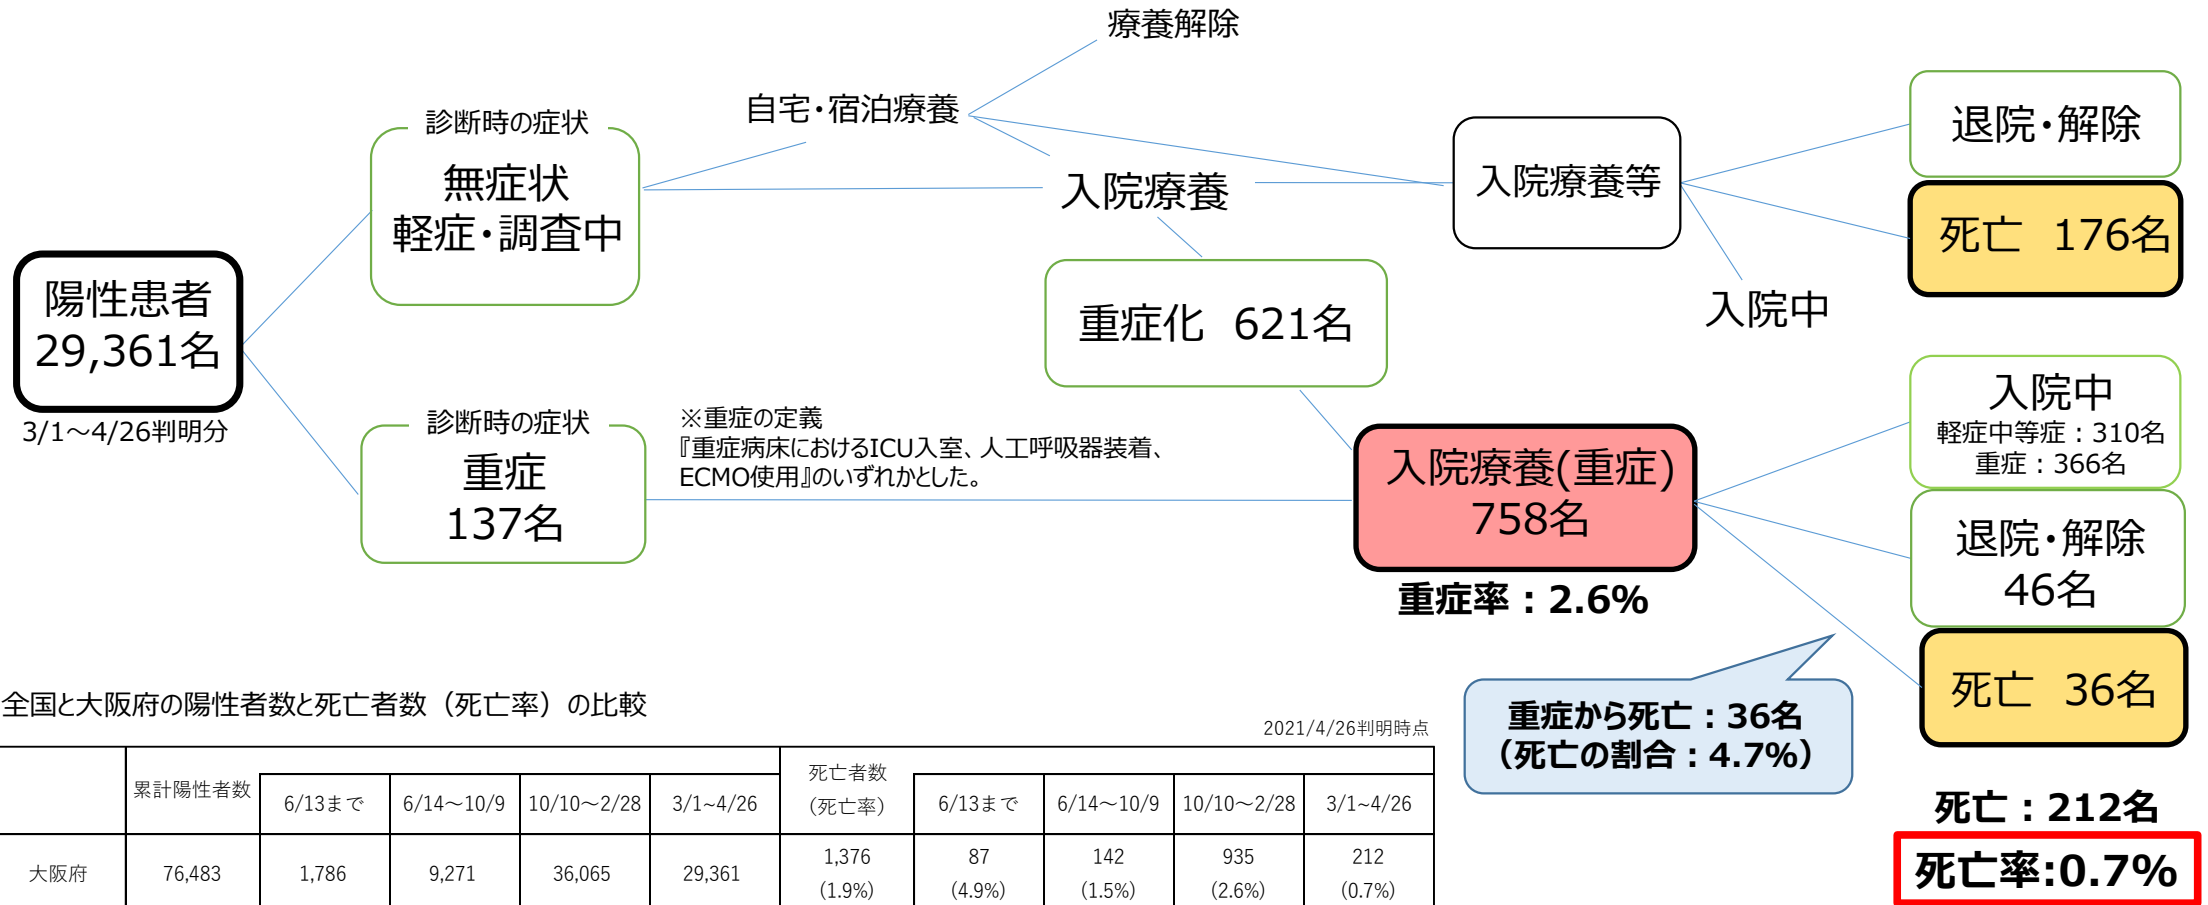 療養解除
自宅・宿泊療養
診断時の症状
無症状
軽症・調査中
入院療養
入院療養等
退院・解除
死亡 176名
入院中
陽性患者
29,361名
3/1～4/26判明分
重症化 621名
診断時の症状
重症
137名
※重症の定義
『重症病床におけるICU入室、人工呼吸器装着、
ECMO使用』のいずれかとした。
入院療養(重症)
758名
重症率：2.6%
入院中
軽症中等症：310名
重症：366名
退院・解除
46名
死亡 36名
重症から死亡：36名
（死亡の割合：4.7%）
死亡：212名
死亡率:0.7%
全国と大阪府の陽性者数と死亡者数（死亡率）の比較
2021/4/26判明時点
累計陽性者数 6/13まで 6/14～10/9 10/10～2/28 3/1~4/26 死亡者数 （死亡率） 6/13まで 6/14～10/9 10/10～2/28 3/1~4/26
大阪府 76,483 1,786 9,271 36,065 29,361 1,376 87 142 935 212
(1.9%) (4.9%) (1.5%) (2.6%) (0.7%)